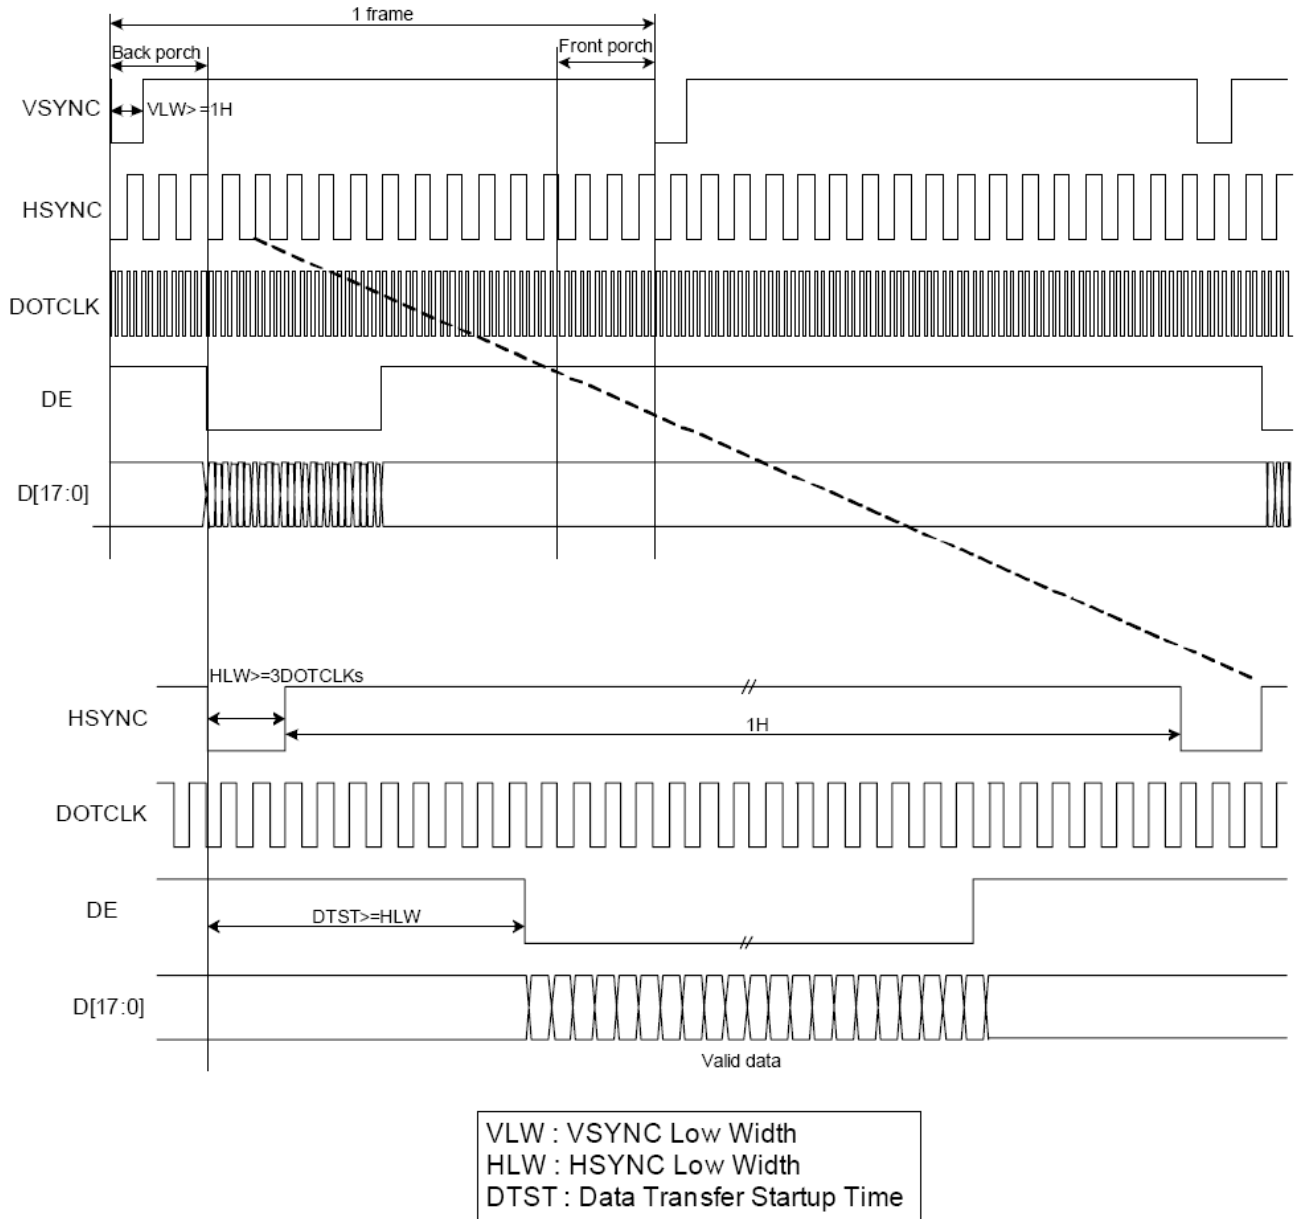 1 frame
Back porch
Front porch
VSYNC
VLW>=1H
HSYNC
DOTCLK
DE
D[17:0]
HLW>=3DOTCLKs
HSYNC
1H
DOTCLK
DE
DTST>=HLW
D[17:0]
Valid data
VLW : VSYNC Low Width
HLW : HSYNC Low Width
DTST : Data Transfer Startup Time